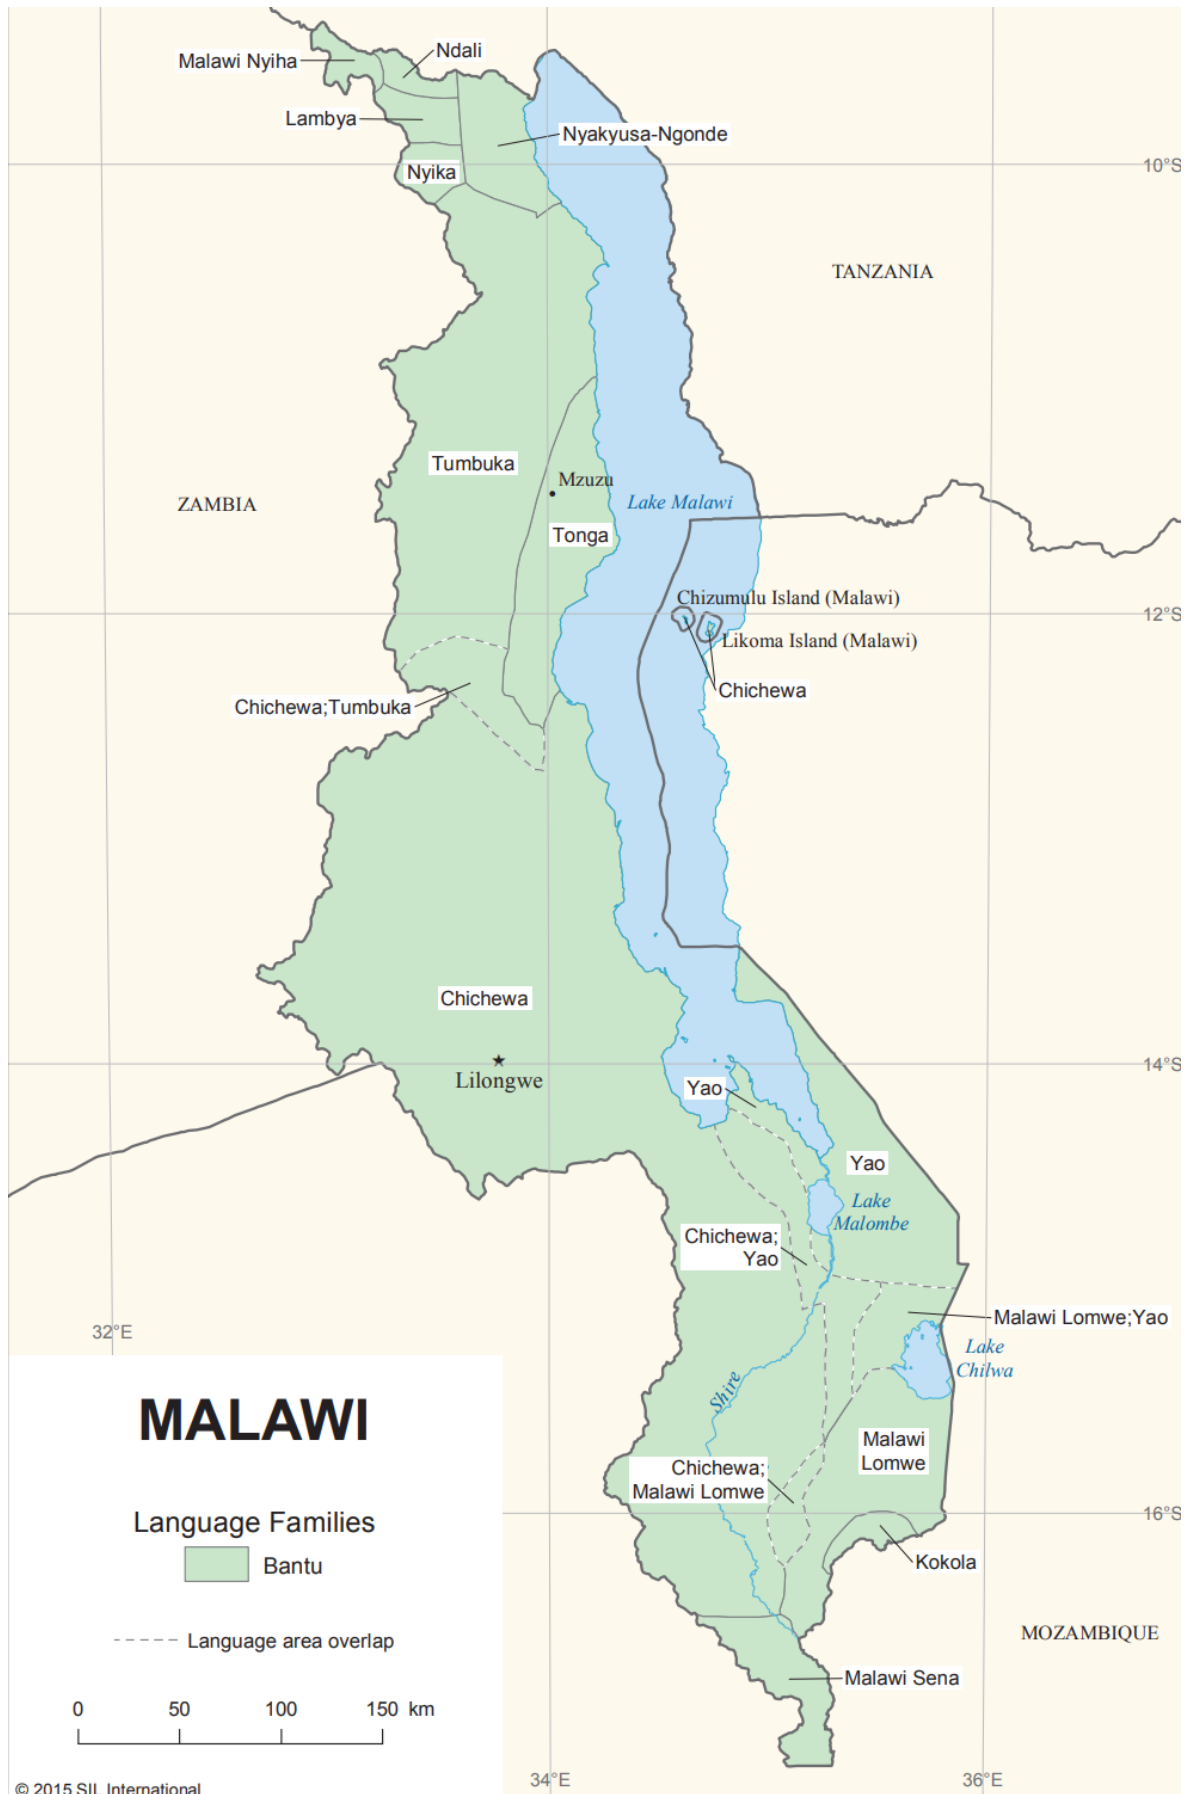 Malawi Nyiha
Ndali
Lambya
Nyakyusa-Ngonde
Nyika
10°S
TANZANIA
Tumbuka
Mzuzu
ZAMBIA
Lake Malawi
Tonga
Chizumulu Island (Malawi)
12°S
Likoma Island (Malawi)
Chichewa
Chichewa;Tumbuka
Chichewa
Lilongwe
14°S
Yao
Yao
Lake
Malombe
Chichewa;
Yao
Malawi Lomwe;Yao
32°E
Lake
Chilwa
Shire
MALAWI
Malawi
Lomwe
Chichewa;
Malawi Lomwe
16°S
Language Families
Bantu
Kokola
MOZAMBIQUE
Language area overlap
Malawi Sena
0 50 100 150 km
34°E
36°E
© 2015 SIL International